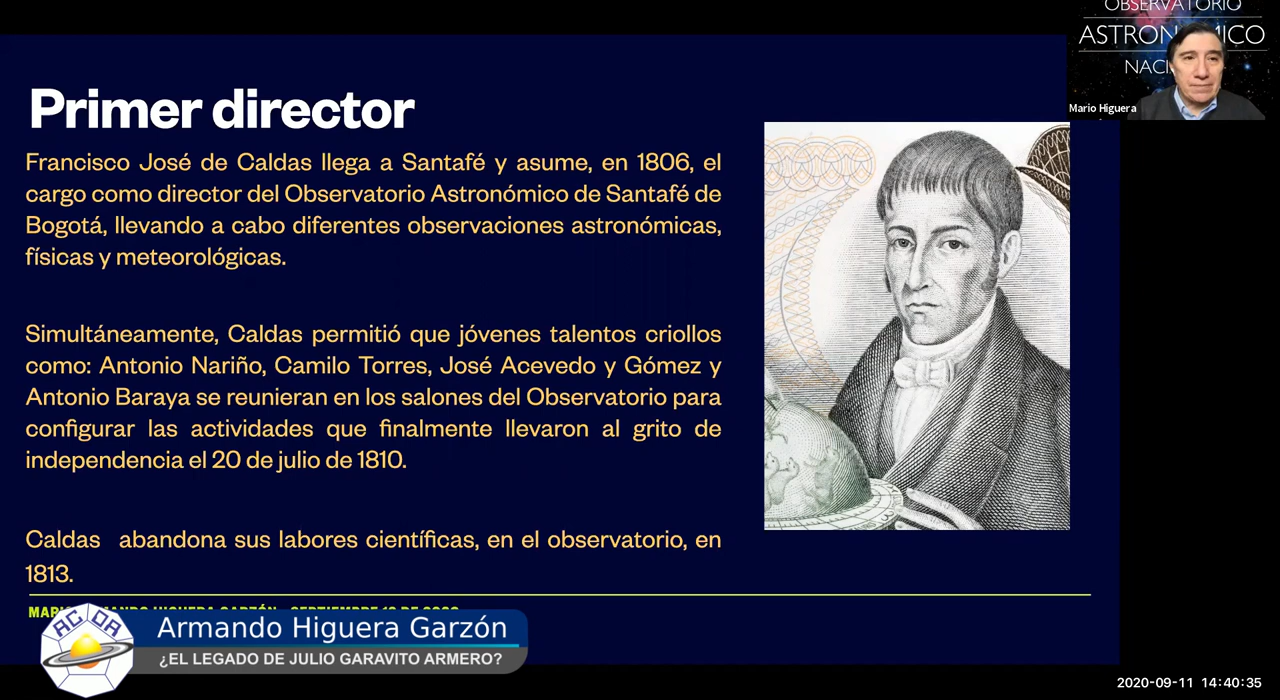 OBSERVATORIO
ASTRONÓMICO
NACI
Mario Higuera
Primer director
Francisco José de Caldas llega a Santafé y asume, en 1806, el
cargo como director del Observatorio Astronómico de Santafé de
Bogotá, llevando a cabo diferentes observaciones astronómicas,
físicas y meteorológicas.
Simultáneamente, Caldas permitió que jóvenes talentos criollos
como: Antonio Nariño, Camilo Torres, José Acevedo y Gómez y
Antonio Baraya se reunieran en los salones del Observatorio para
configurar las actividades que finalmente llevaron al grito de
independencia el 20 de julio de 1810.
Caldas abandona sus labores científicas, en el observatorio, en
1813.
ACDA
Armando Higuera Garzón
¿EL LEGADO DE JULIO GARAVITO ARMERO?
2020-09-11 14:40:35